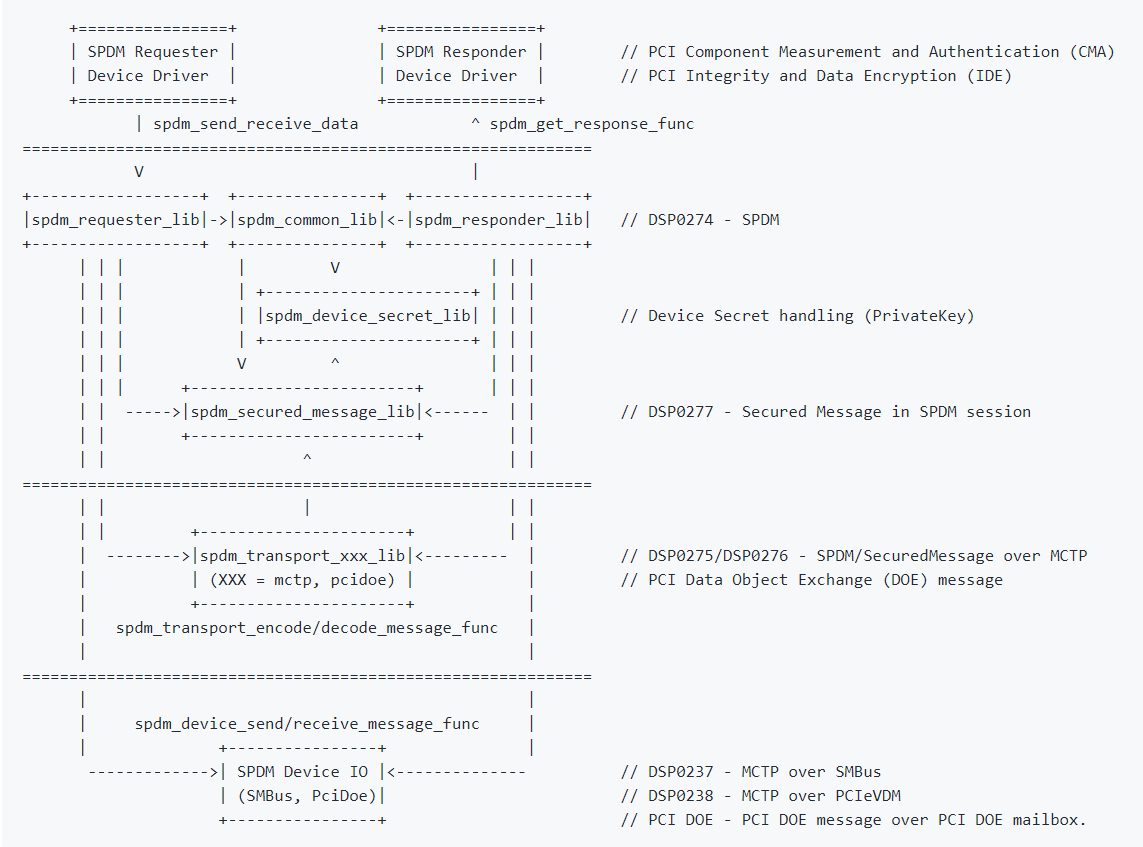 +================+               +================+
| SPDM Requester |               | SPDM Responder |        // PCI Component Measurement and Authentication (CMA)
| Device Driver  |               | Device Driver  |        // PCI Integrity and Data Encryption (IDE)
+================+               +================+
| spdm_send_receive_data            ^ spdm_get_response_func
=============================================================
V                                   |
+------------------+  +---------------+  +------------------+
|spdm_requester_lib|->|spdm_common_lib|<-|spdm_responder_lib|   // DSP0274 - SPDM
+------------------+  +---------------+  +------------------+
| | |            |         V                | | |
| | |            | +----------------------+ | | |
| | |            | |spdm_device_secret_lib| | | |         // Device Secret handling (PrivateKey)
| | |            | +----------------------+ | | |
| | |            V         ^                | | |
| | |      +------------------------+       | | |
| |  ----->|spdm_secured_message_lib|<------  | |         // DSP0277 - Secured Message in SPDM session
| |        +------------------------+         | |
| |                     ^                     | |
=============================================================
| |                     |                     | |
| |         +----------------------+          | |
|  -------->|spdm_transport_xxx_lib|<---------  |         // DSP0275/DSP0276 - SPDM/SecuredMessage over MCTP
|           | (XXX = mctp, pcidoe) |            |         // PCI Data Object Exchange (DOE) message
|           +----------------------+            |
|   spdm_transport_encode/decode_message_func   |
|                                               |
=============================================================
|                                               |
|     spdm_device_send/receive_message_func     |
|              +----------------+               |
------------->| SPDM Device IO |<--------------          // DSP0237 - MCTP over SMBus
| (SMBus, PciDoe)|                         // DSP0238 - MCTP over PCIeVDM
+----------------+                         // PCI DOE - PCI DOE message over PCI DOE mailbox.